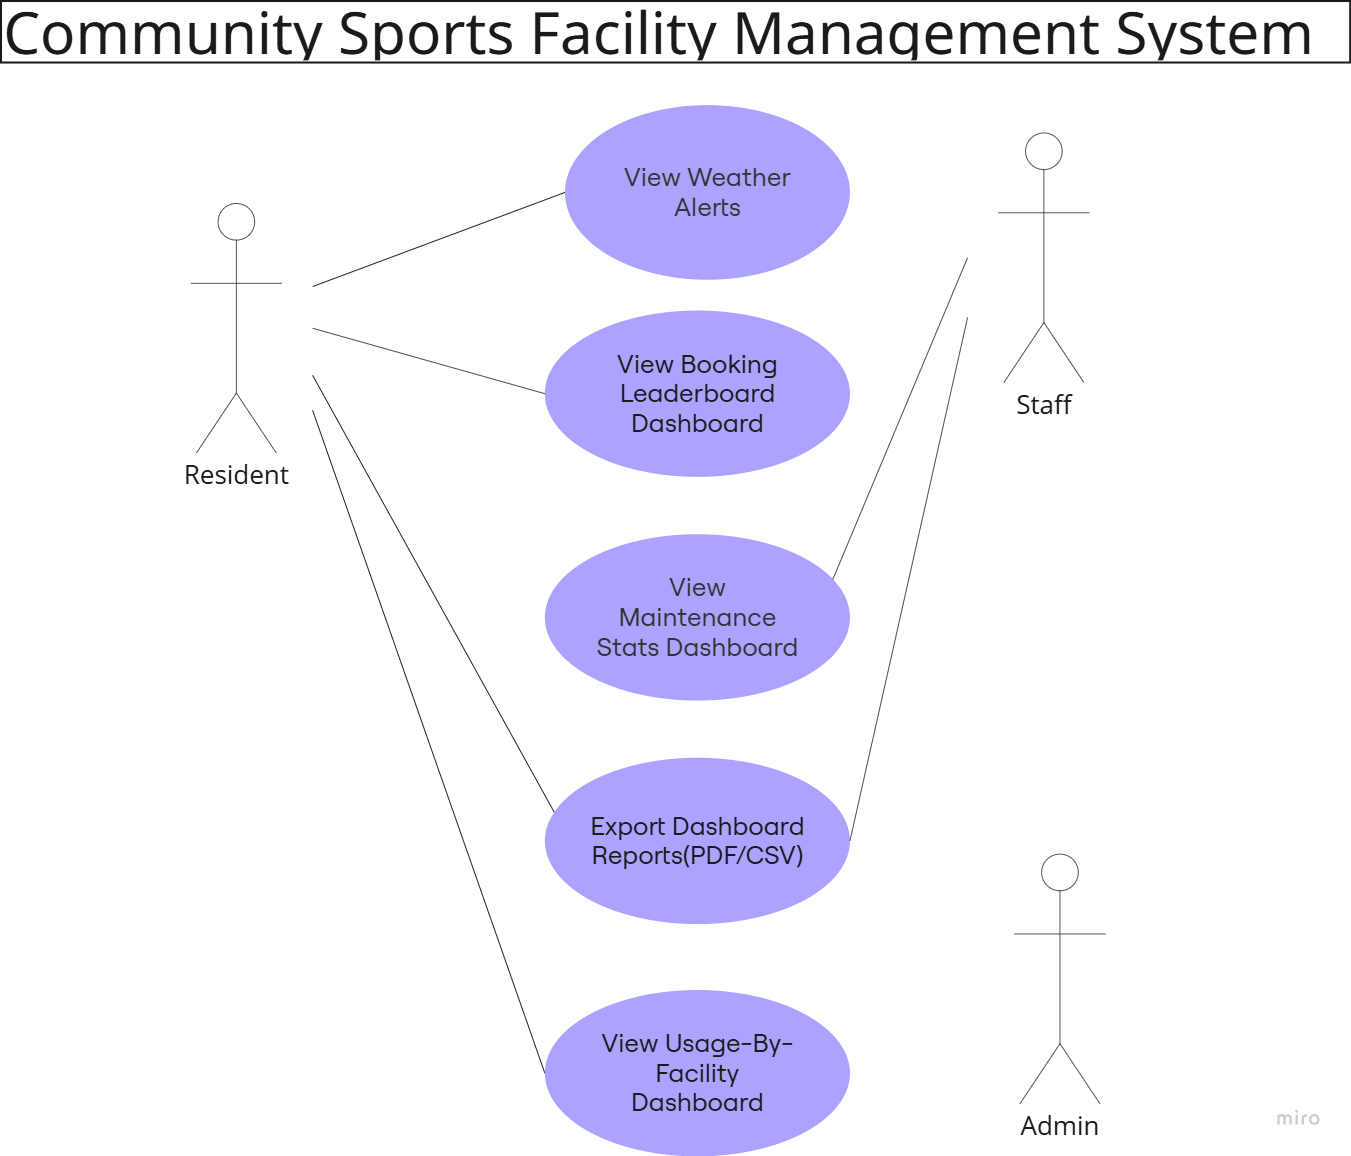 Community Sports Facility Management System
View Weather
Alerts
View Booking
Leaderboard
Dashboard
Staff
Resident
View
Maintenance
Stats Dashboard
Export Dashboard
Reports(PDF/CSV)
View Usage-By-
Facility
Dashboard
Admin
miro